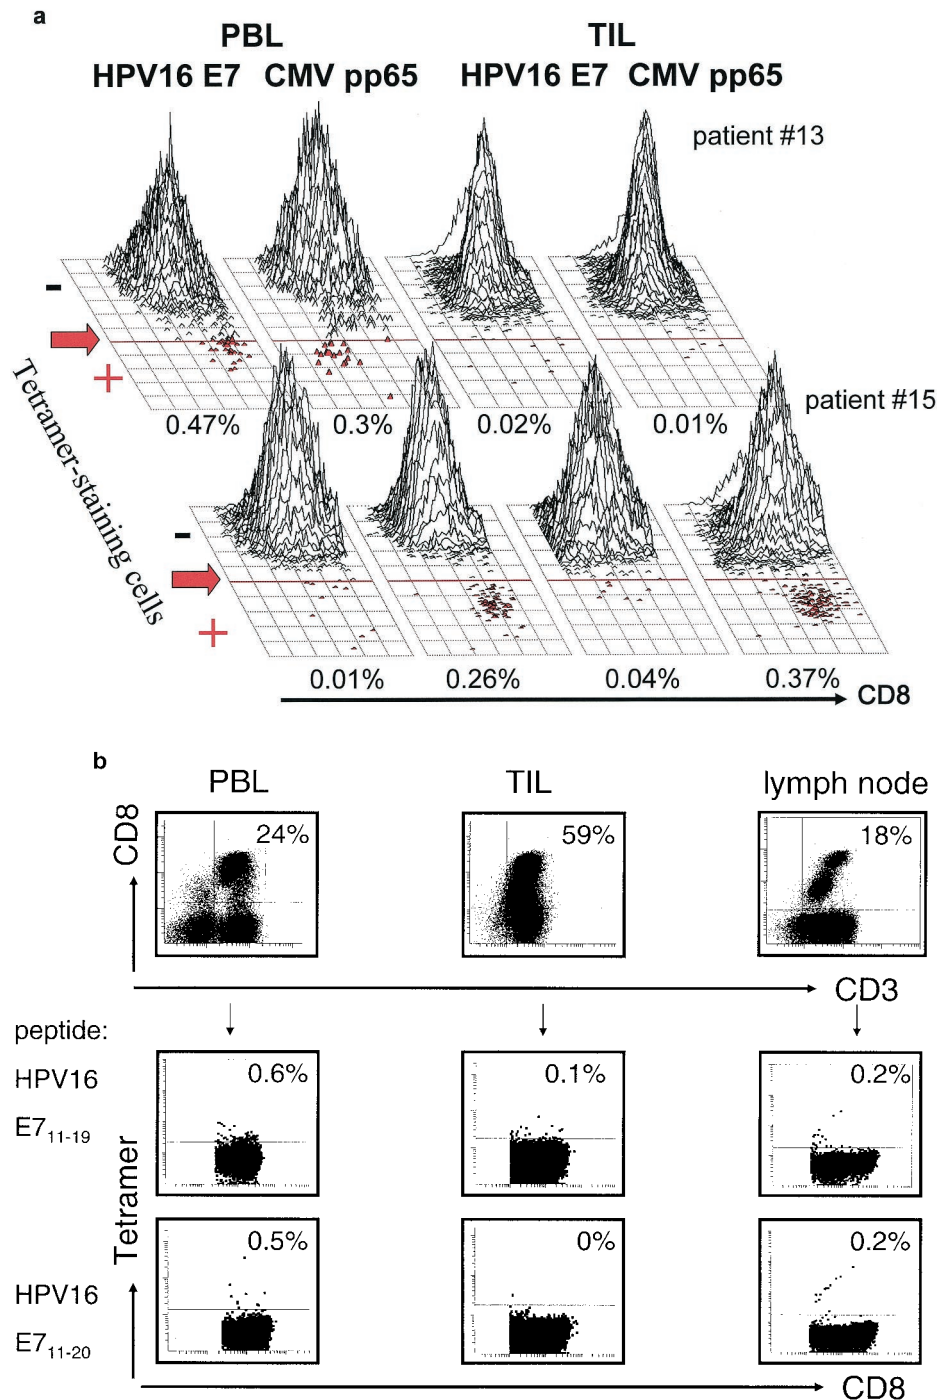 a
PBL TIL
HPV16 E7 CMV pp65 HPV16 E7 CMV pp65
patient #13
-
+
0.47% 0.3% 0.02% 0.01%
patient #15
Tetramer-staining cells
-
+
0.01% 0.26% 0.04% 0.37%
CD8
b
PBL TIL lymph node
CD8
24% 59% 18%
CD3
peptide:
HPV16 0.6% 0.1% 0.2%
E7₁₁₋₁₉
Tetramer
0.5% 0% 0.2%
HPV16
E7₁₁₋₂₀
CD8